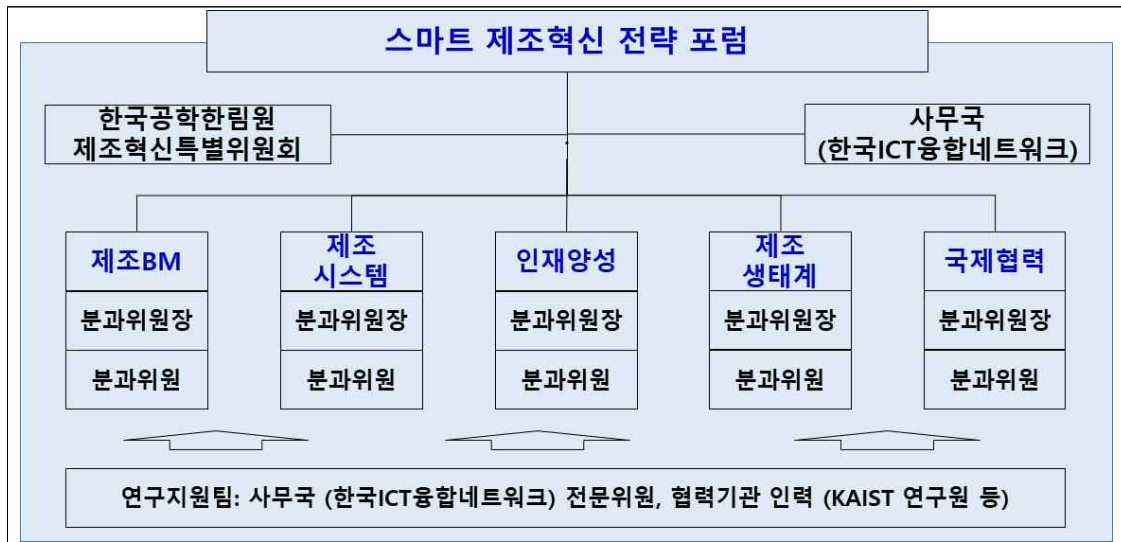 스마트 제조혁신 전략 포럼
한국공학한림원
제조혁신특별위원회
사무국
(한국ICT융합네트워크)
제조BM
분과위원장
분과위원
제조
시스템
분과위원장
분과위원
인재양성
분과위원장
분과위원
제조
생태계
분과위원장
분과위원
국제협력
분과위원장
분과위원
연구지원팀: 사무국 (한국ICT융합네트워크) 전문위원, 협력기관 인력 (KAIST 연구원 등)